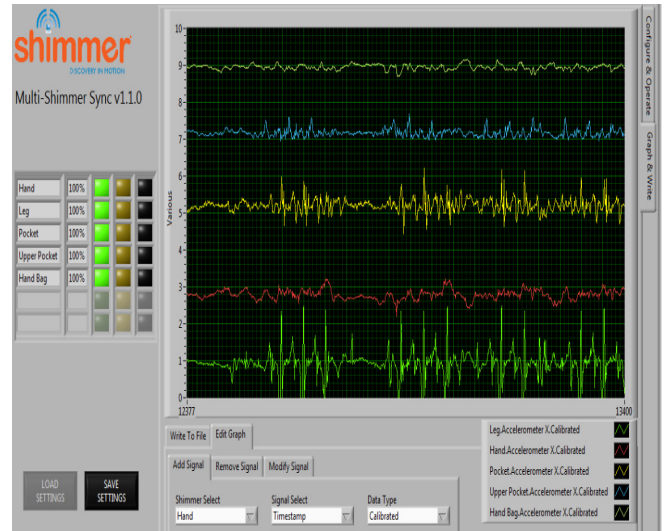 shimmer
DISCOVERY IN MOTION
Multi-Shimmer Sync v1.1.0
Hand 100%
Leg 100%
Pocket 100%
Upper Pocket 100%
Hand Bag 100%
LOAD SETTINGS
SAVE SETTINGS
10
9
8
7
6
5
4
3
2
1
0
Various
12377
13400
Configure & Operate
Graph & Write
Write To File
Edit Graph
Add Signal
Remove Signal
Modify Signal
Shimmer Select
Signal Select
Data Type
Hand
Timestamp
Calibrated
Leg.Accelerometer X.Calibrated
Hand.Accelerometer X.Calibrated
Pocket.Accelerometer X.Calibrated
Upper Pocket.Accelerometer X.Calibrated
Hand Bag.Accelerometer X.Calibrated